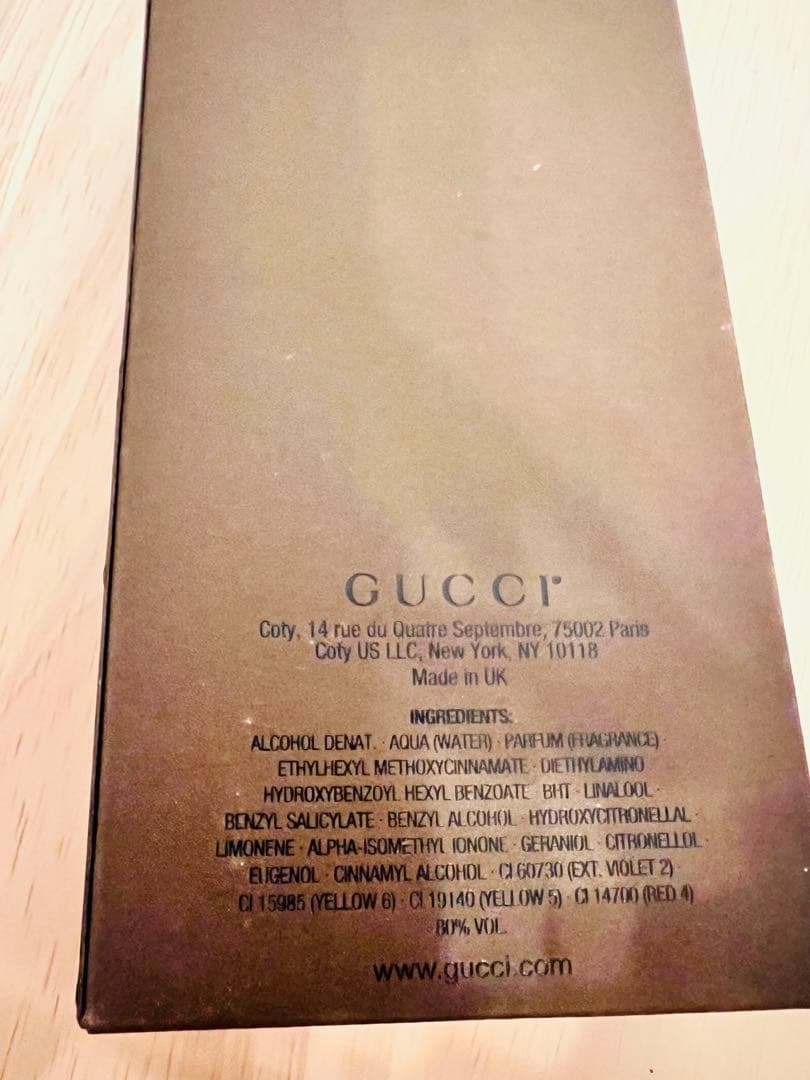 GUCCI
Coty, 14 rue du Quatre Septembre, 75002 Paris
Coty US LLC, New York, NY 10118
Made in UK
INGREDIENTS:
ALCOHOL DENAT. · AQUA (WATER) · PARFUM (FRAGRANCE) ·
ETHYLHEXYL METHOXYCINNAMATE · DIETHYLAMINO
HYDROXYBENZOYL HEXYL BENZOATE · BHT · LINALOOL ·
BENZYL SALICYLATE · BENZYL ALCOHOL · HYDROXYCITRONELLAL ·
LIMONENE · ALPHA-ISOMETHYL IONONE · GERANIOL · CITRONELLOL ·
EUGENOL · CINNAMYL ALCOHOL · CI 60730 (EXT. VIOLET 2) ·
CI 15985 (YELLOW 6) · CI 19140 (YELLOW 5) · CI 14700 (RED 4)
80% VOL.
www.gucci.com